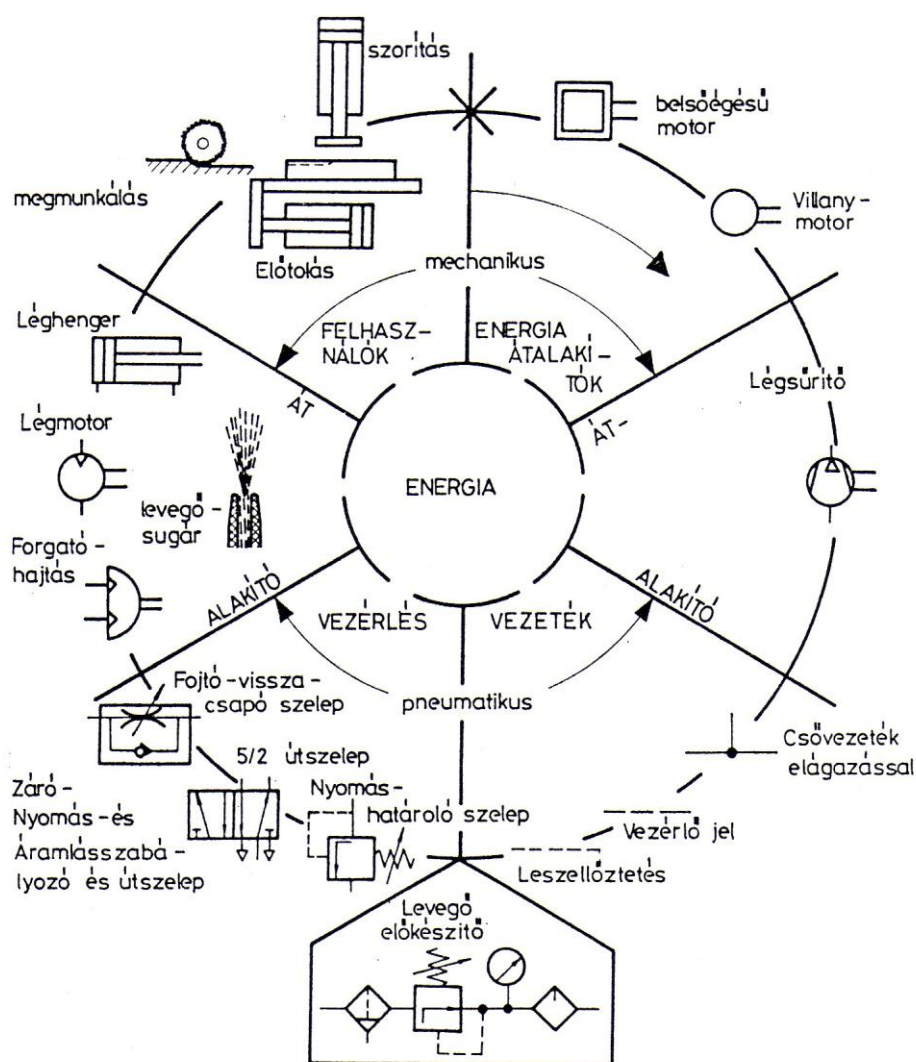 szorítás
belsőégésű
motor
megmunkálás
Villany-
motor
Előtolás
mechanikus
Léghenger
FELHASZ-
NÁLÓK
ENERGIA
ÁTALAKÍ-
TÓK
ÁT
ÁT-
Légsűrítő
Légmotor
ENERGIA
levegő-
sugár
Forgató-
hajtás
ALAKÍTÓ
VEZÉRLÉS
VEZETÉK
ALAKÍTÓ
Fojtó-vissza-
csapó szelep
pneumatikus
5/2 útszelep
Csővezeték
elágazással
Záró-
Nyomás-és
Áramlásszabá-
lyozó és útszelep
Nyomás-
határoló szelep
Vezérlő jel
Leszellőztetés
Levegő
előkészítő